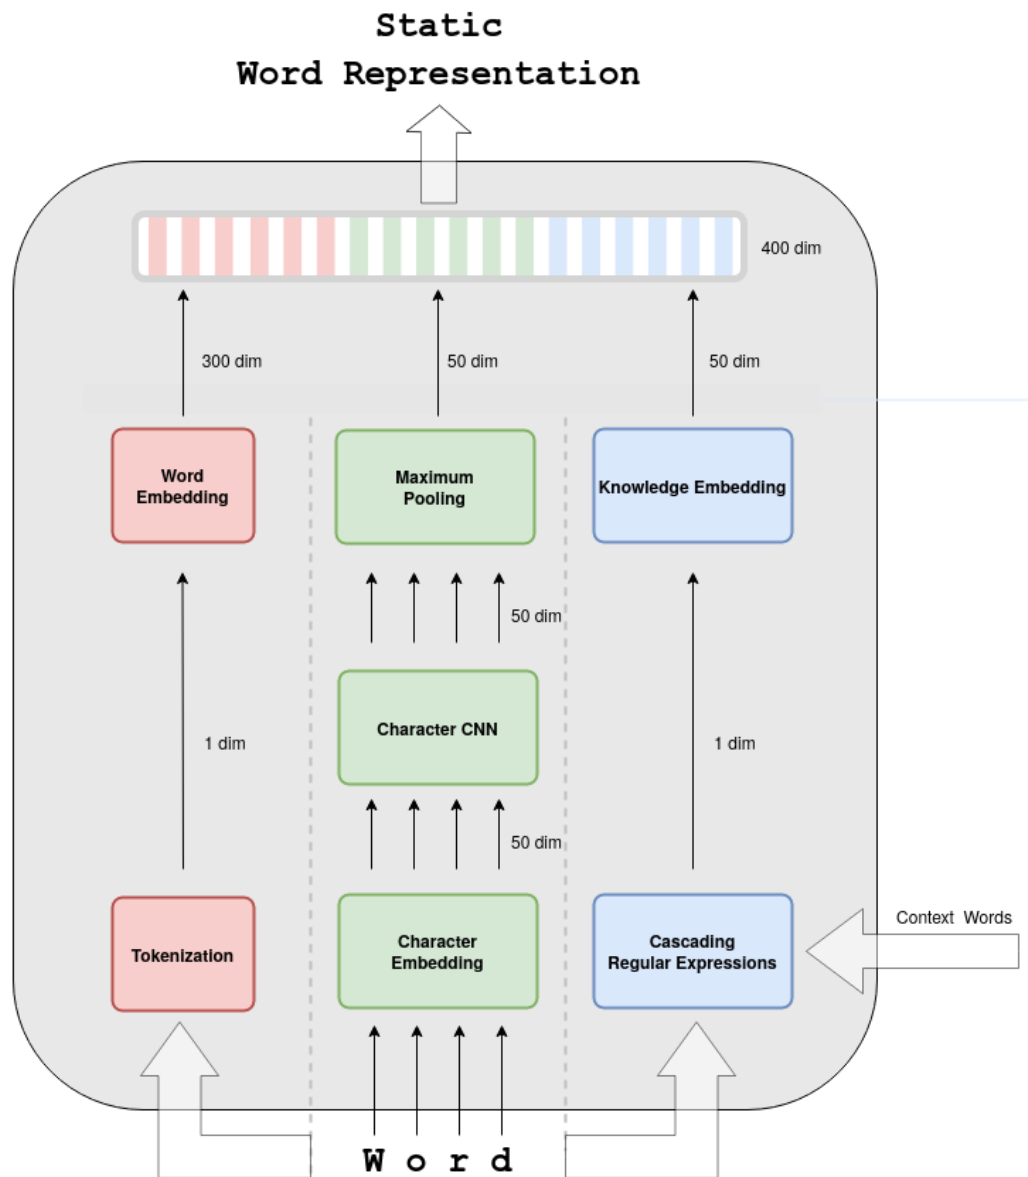 Static
Word Representation
400 dim
300 dim
50 dim
50 dim
Word
Embedding
Maximum
Pooling
Knowledge Embedding
50 dim
Character CNN
1 dim
1 dim
50 dim
Tokenization
Character
Embedding
Cascading
Regular Expressions
Context Words
W o r d